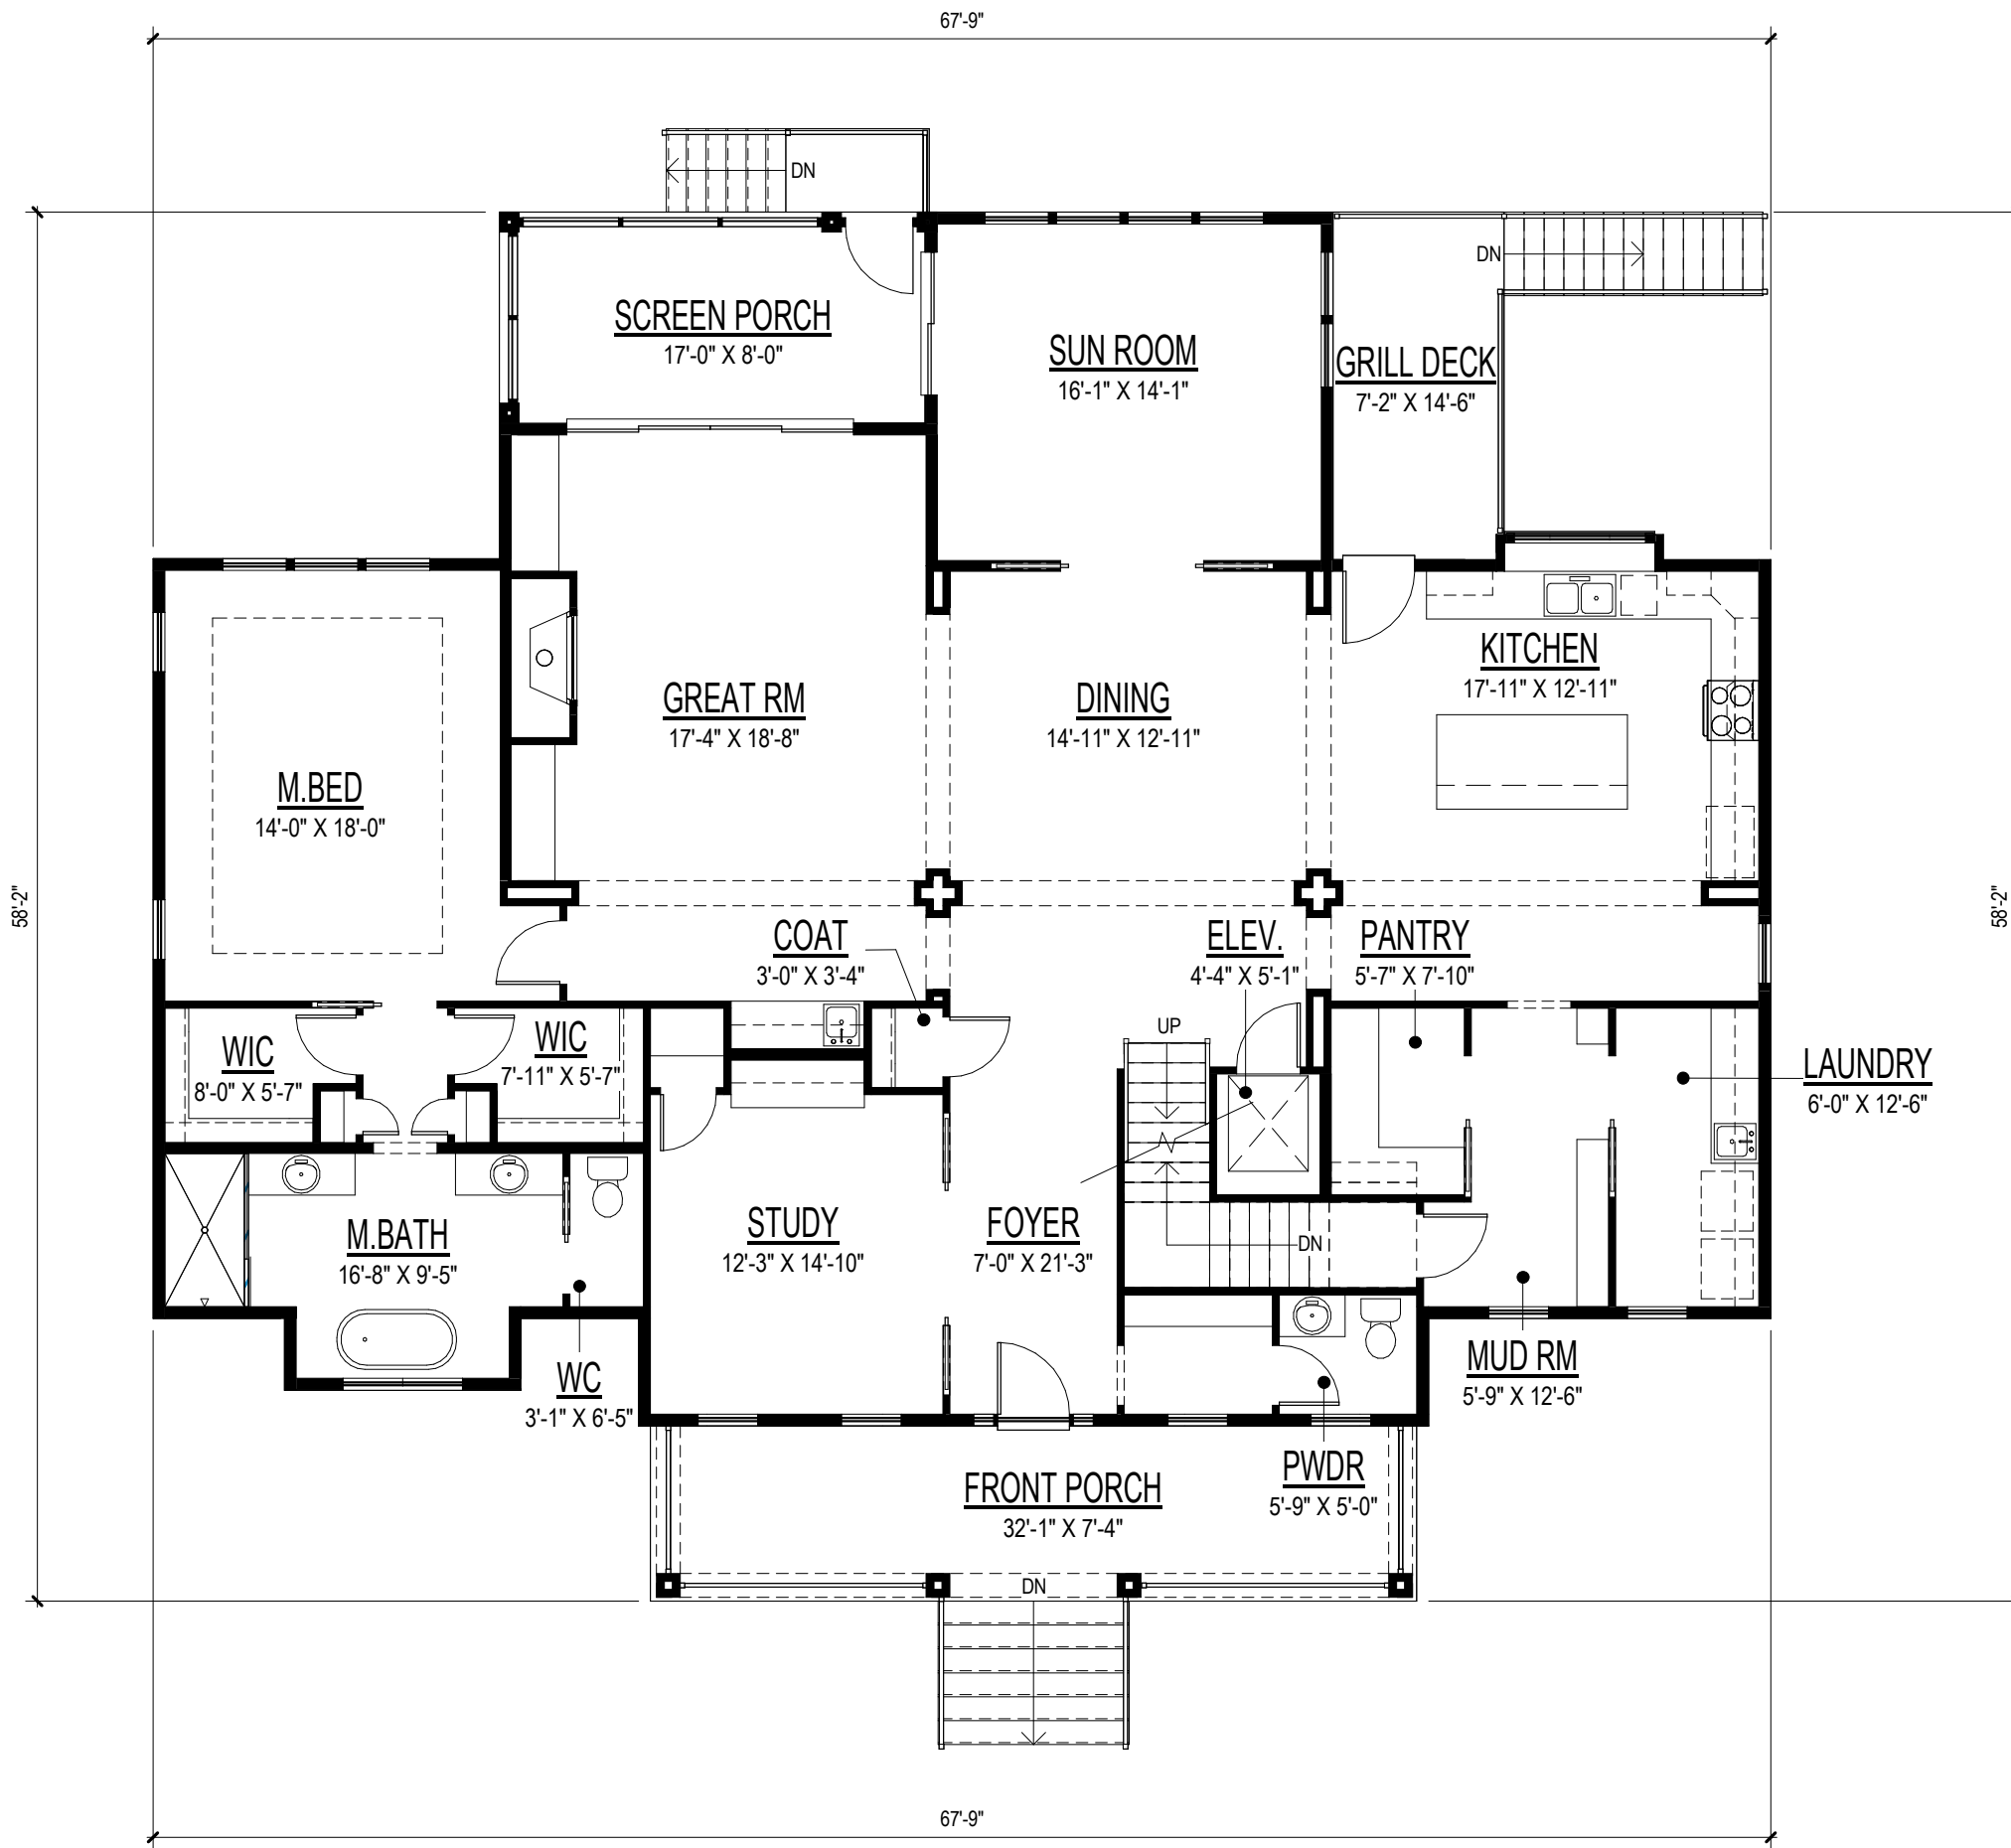 67'-9"
DN
DN
SCREEN PORCH
17'-0" X 8'-0"
SUN ROOM
16'-1" X 14'-1"
GRILL DECK
7'-2" X 14'-6"
KITCHEN
17'-11" X 12'-11"
GREAT RM
17'-4" X 18'-8"
DINING
14'-11" X 12'-11"
M.BED
14'-0" X 18'-0"
58'-2"
58'-2"
COAT
3'-0" X 3'-4"
ELEV.
4'-4" X 5'-1"
PANTRY
5'-7" X 7'-10"
UP
WIC
8'-0" X 5'-7"
WIC
7'-11" X 5'-7"
LAUNDRY
6'-0" X 12'-6"
M.BATH
16'-8" X 9'-5"
STUDY
12'-3" X 14'-10"
FOYER
7'-0" X 21'-3"
DN
WC
3'-1" X 6'-5"
MUD RM
5'-9" X 12'-6"
PWDR
5'-9" X 5'-0"
FRONT PORCH
32'-1" X 7'-4"
DN
67'-9"